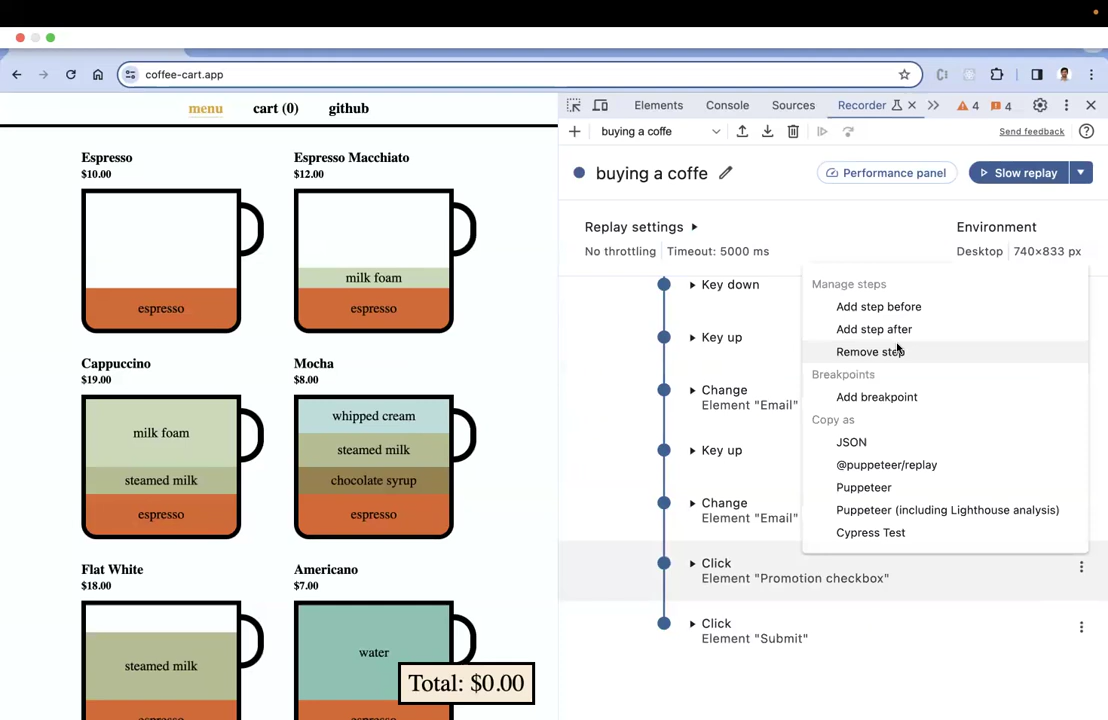 coffee-cart.app
menu
cart (0)
github
Espresso
$10.00
espresso
Espresso Macchiato
$12.00
milk foam
espresso
Cappuccino
$19.00
milk foam
steamed milk
espresso
Mocha
$8.00
whipped cream
steamed milk
chocolate syrup
espresso
Flat White
$18.00
steamed milk
Americano
$7.00
water
Total: $0.00
Elements
Console
Sources
Recorder
4
4
buying a coffe
Send feedback
buying a coffe
Performance panel
Slow replay
Replay settings
No throttling
Timeout: 5000 ms
Environment
Desktop
740×833 px
Key down
Key up
Change
Element "Email"
Key up
Change
Element "Email"
Click
Element "Promotion checkbox"
Click
Element "Submit"
Manage steps
Add step before
Add step after
Remove step
Breakpoints
Add breakpoint
Copy as
JSON
@puppeteer/replay
Puppeteer
Puppeteer (including Lighthouse analysis)
Cypress Test